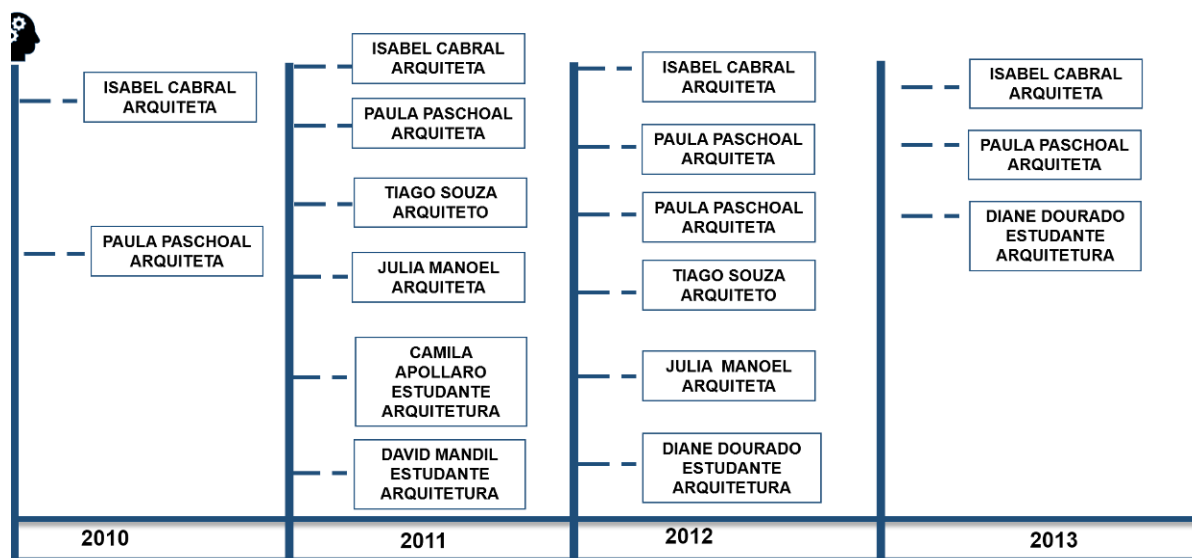 ISABEL CABRAL
ARQUITETA
PAULA PASCHOAL
ARQUITETA
2010
ISABEL CABRAL
ARQUITETA
PAULA PASCHOAL
ARQUITETA
TIAGO SOUZA
ARQUITETO
JULIA MANOEL
ARQUITETA
CAMILA
APOLLARO
ESTUDANTE
ARQUITETURA
DAVID MANDIL
ESTUDANTE
ARQUITETURA
2011
ISABEL CABRAL
ARQUITETA
PAULA PASCHOAL
ARQUITETA
PAULA PASCHOAL
ARQUITETA
TIAGO SOUZA
ARQUITETO
JULIA MANOEL
ARQUITETA
DIANE DOURADO
ESTUDANTE
ARQUITETURA
2012
ISABEL CABRAL
ARQUITETA
PAULA PASCHOAL
ARQUITETA
DIANE DOURADO
ESTUDANTE
ARQUITETURA
2013